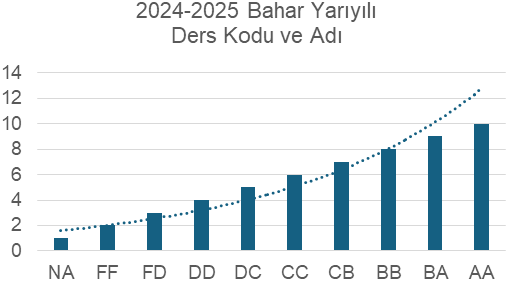 2024-2025 Bahar Yarıyılı
Ders Kodu ve Adı
14
12
10
8
6
4
2
0
NA FF FD DD DC CC CB BB BA AA